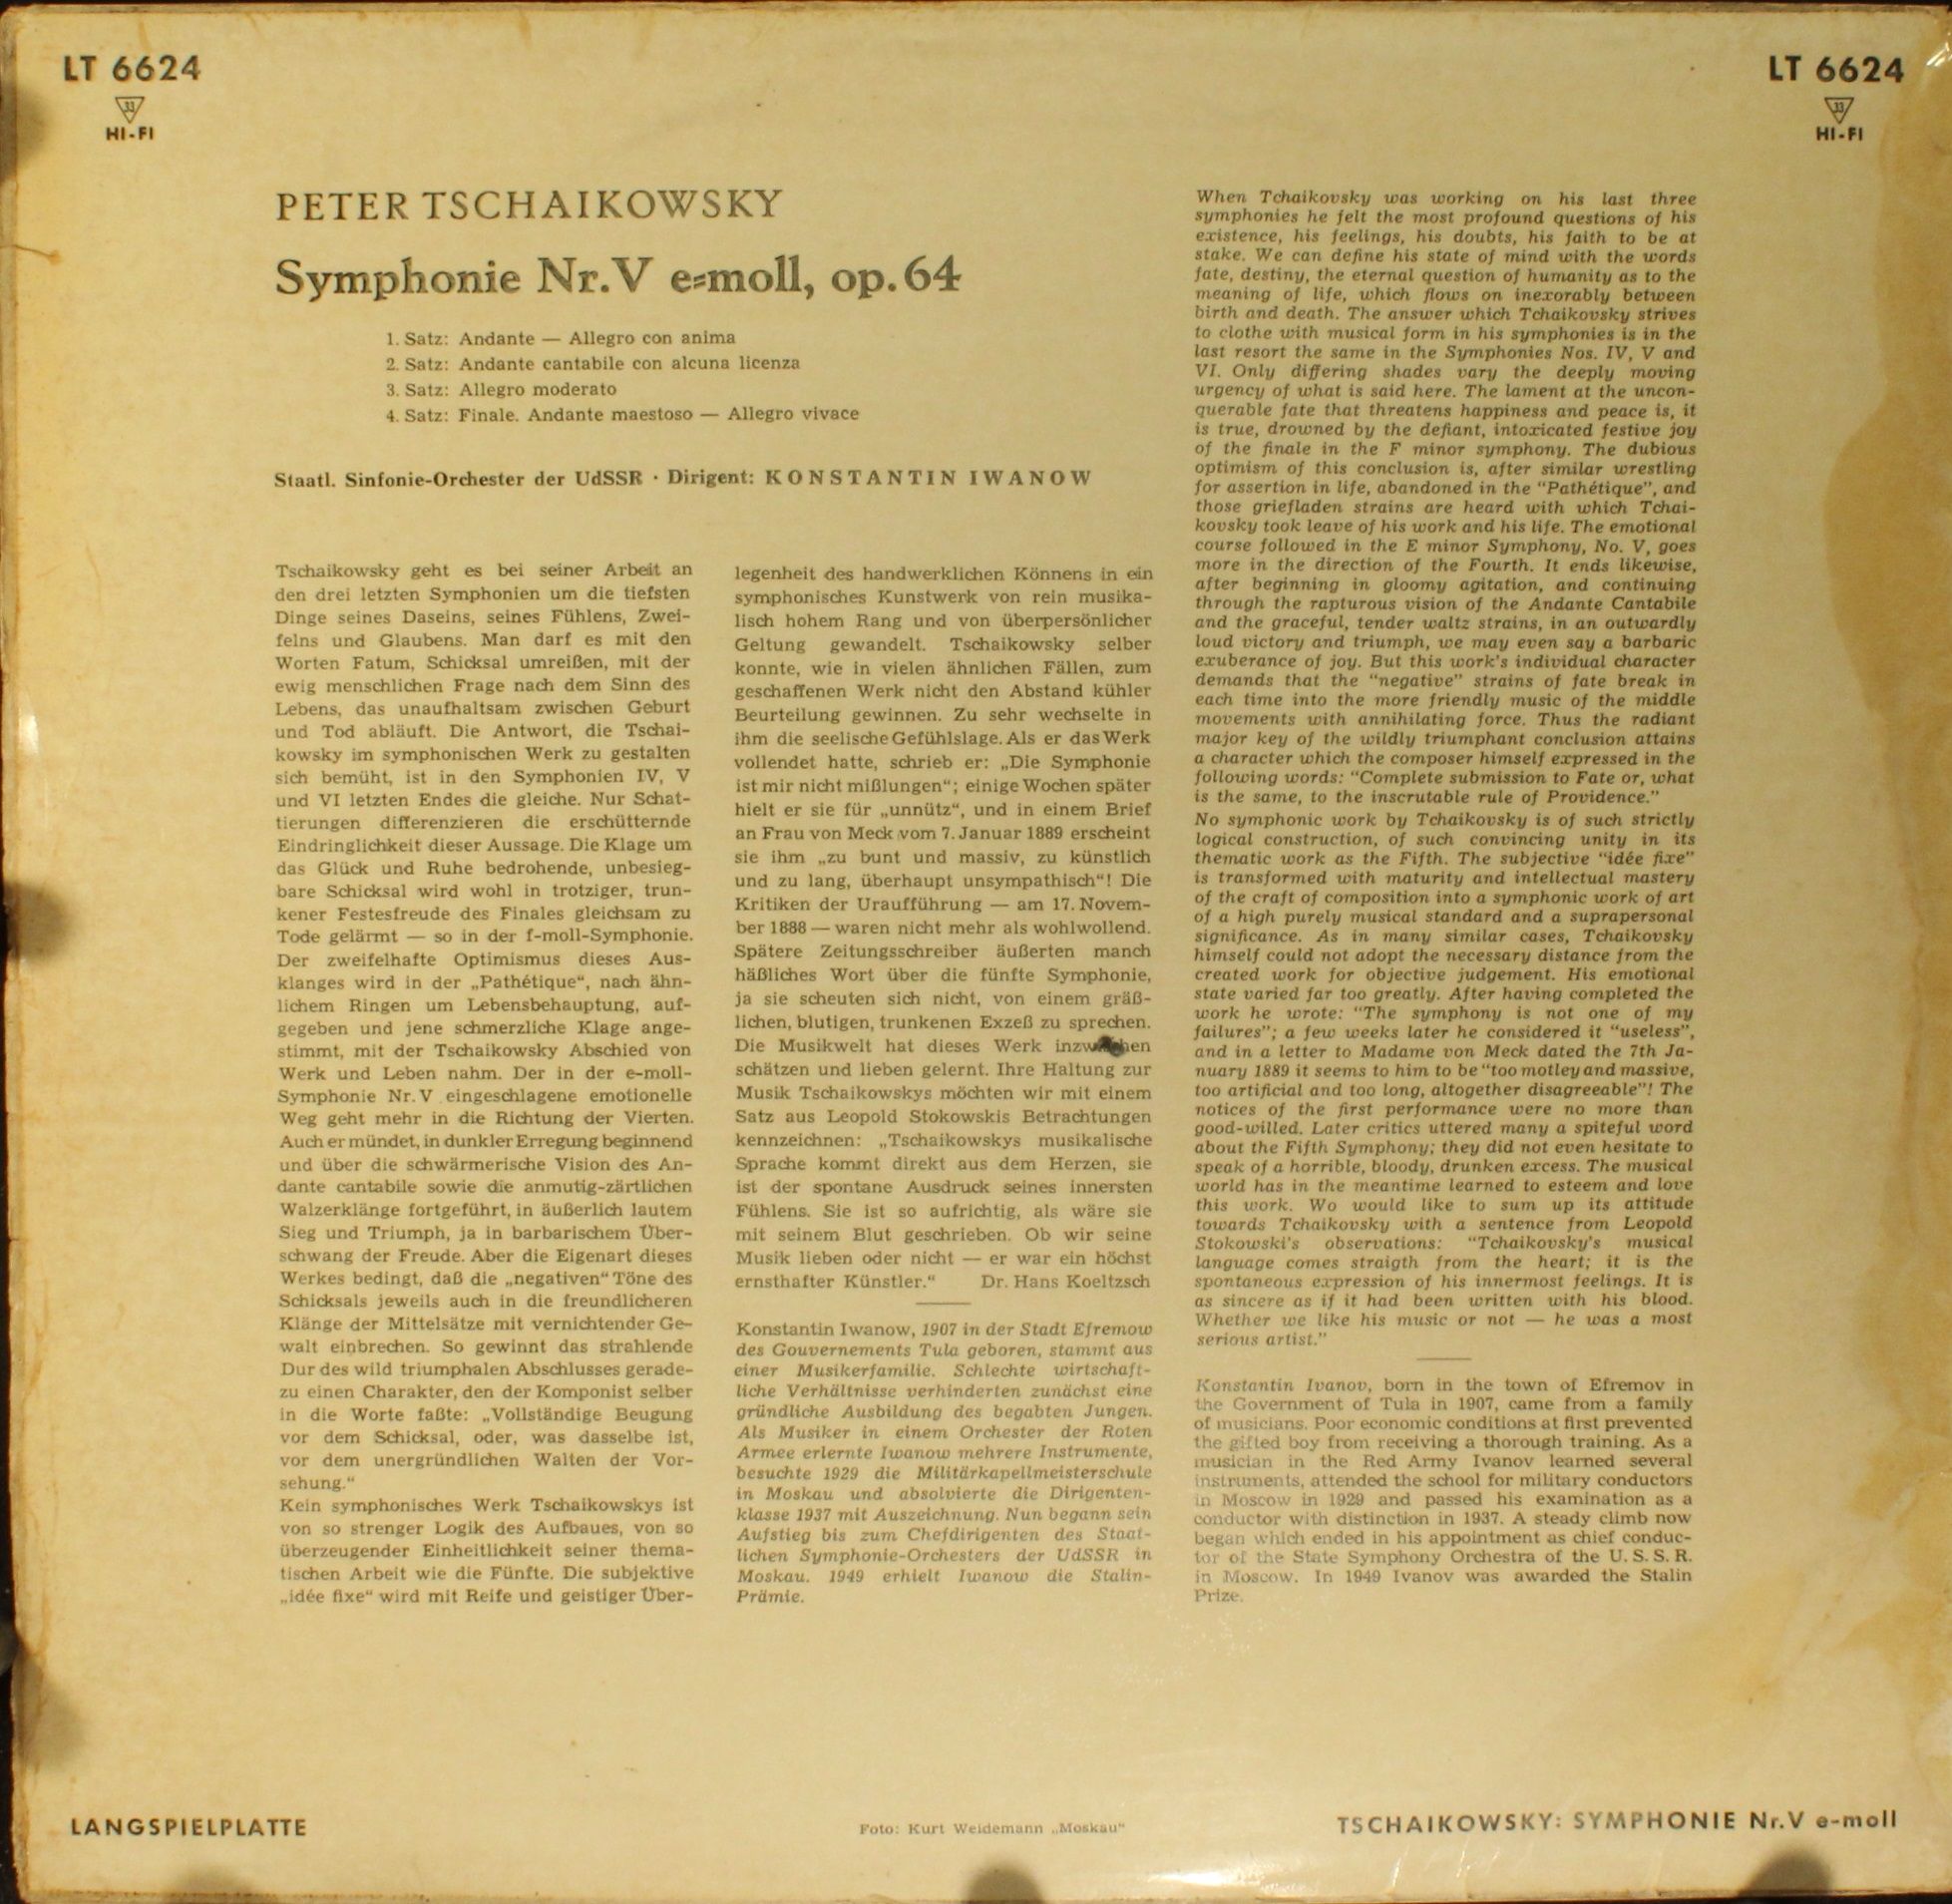 LT 6624
33
HI-FI
LT 6624
33
HI-FI
PETER TSCHAIKOWSKY
Symphonie Nr. V e-moll, op. 64
1. Satz: Andante — Allegro con anima
2. Satz: Andante cantabile con alcuna licenza
3. Satz: Allegro moderato
4. Satz: Finale. Andante maestoso — Allegro vivace
Staatl. Sinfonie-Orchester der UdSSR · Dirigent: KONSTANTIN IWANOW
Tschaikowsky geht es bei seiner Arbeit an
den drei letzten Symphonien um die tiefsten
Dinge seines Daseins, seines Fühlens, Zwei-
felns und Glaubens. Man darf es mit den
Worten Fatum, Schicksal umreißen, mit der
ewig menschlichen Frage nach dem Sinn des
Lebens, das unaufhaltsam zwischen Geburt
und Tod abläuft. Die Antwort, die Tschai-
kowsky im symphonischen Werk zu gestalten
sich bemüht, ist in den Symphonien IV, V
und VI letzten Endes die gleiche. Nur Schat-
tierungen differenzieren die erschütternde
Eindringlichkeit dieser Aussage. Die Klage um
das Glück und Ruhe bedrohende, unbesieg-
bare Schicksal wird wohl in trotziger, trun-
kener Festesfreude des Finales gleichsam zu
Tode gelärmt — so in der f-moll-Symphonie.
Der zweifelhafte Optimismus dieses Aus-
klanges wird in der „Pathétique“, nach ähn-
lichem Ringen um Lebensbehauptung, auf-
gegeben und jene schmerzliche Klage ange-
stimmt, mit der Tschaikowsky Abschied von
Werk und Leben nahm. Der in der e-moll-
Symphonie Nr. V eingeschlagene emotionelle
Weg geht mehr in die Richtung der Vierten.
Auch er mündet, in dunkler Erregung beginnend
und über die schwärmerische Vision des An-
dante cantabile sowie die anmutig-zärtlichen
Walzerklänge fortgeführt, in äußerlich lautem
Sieg und Triumph, ja in barbarischem Über-
schwang der Freude. Aber die Eigenart dieses
Werkes bedingt, daß die „negativen“ Töne des
Schicksals jeweils auch in die freundlicheren
Klänge der Mittelsätze mit vernichtender Ge-
walt einbrechen. So gewinnt das strahlende
Dur des wild triumphalen Abschlusses gerade-
zu einen Charakter, den der Komponist selber
in die Worte faßte: „Vollständige Beugung
vor dem Schicksal, oder, was dasselbe ist,
vor dem unergründlichen Walten der Vor-
sehung.“
Kein symphonisches Werk Tschaikowskys ist
von so strenger Logik des Aufbaues, von so
überzeugender Einheitlichkeit seiner thema-
tischen Arbeit wie die Fünfte. Die subjektive
„idée fixe“ wird mit Reife und geistiger Über-
legenheit des handwerklichen Könnens in ein
symphonisches Kunstwerk von rein musika-
lisch hohem Rang und von überpersönlicher
Geltung gewandelt. Tschaikowsky selber
konnte, wie in vielen ähnlichen Fällen, zum
geschaffenen Werk nicht den Abstand kühler
Beurteilung gewinnen. Zu sehr wechselte in
ihm die seelische Gefühlslage. Als er das Werk
vollendet hatte, schrieb er: „Die Symphonie
ist mir nicht mißlungen“; einige Wochen später
hielt er sie für „unnütz“, und in einem Brief
an Frau von Meck vom 7. Januar 1889 erscheint
sie ihm „zu bunt und massiv, zu künstlich
und zu lang, überhaupt unsympathisch“! Die
Kritiken der Uraufführung — am 17. Novem-
ber 1888 — waren nicht mehr als wohlwollend.
Spätere Zeitungsschreiber äußerten manch
häßliches Wort über die fünfte Symphonie,
ja sie scheuten sich nicht, von einem gräß-
lichen, blutigen, trunkenen Exzeß zu sprechen.
Die Musikwelt hat dieses Werk inzwischen
schätzen und lieben gelernt. Ihre Haltung zur
Musik Tschaikowskys möchten wir mit einem
Satz aus Leopold Stokowskis Betrachtungen
kennzeichnen: „Tschaikowskys musikalische
Sprache kommt direkt aus dem Herzen, sie
ist der spontane Ausdruck seines innersten
Fühlens. Sie ist so aufrichtig, als wäre sie
mit seinem Blut geschrieben. Ob wir seine
Musik lieben oder nicht — er war ein höchst
ernsthafter Künstler.“ Dr. Hans Koeltzsch
Konstantin Iwanow, 1907 in der Stadt Efremow
des Gouvernements Tula geboren, stammt aus
einer Musikerfamilie. Schlechte wirtschaft-
liche Verhältnisse verhinderten zunächst eine
gründliche Ausbildung des begabten Jungen.
Als Musiker in einem Orchester der Roten
Armee erlernte Iwanow mehrere Instrumente,
besuchte 1929 die Militärkapellmeisterschule
in Moskau und absolvierte die Dirigenten-
klasse 1937 mit Auszeichnung. Nun begann sein
Aufstieg bis zum Chefdirigenten des Staat-
lichen Symphonie-Orchesters der UdSSR in
Moskau. 1949 erhielt Iwanow die Stalin-
Prämie.
When Tchaikovsky was working on his last three
symphonies he felt the most profound questions of his
existence, his feelings, his doubts, his faith to be at
stake. We can define his state of mind with the words
fate, destiny, the eternal question of humanity as to the
meaning of life, which flows on inexorably between
birth and death. The answer which Tchaikovsky strives
to clothe with musical form in his symphonies is in the
last resort the same in the Symphonies Nos. IV, V and
VI. Only differing shades vary the deeply moving
urgency of what is said here. The lament at the uncon-
querable fate that threatens happiness and peace is, it
is true, drowned by the defiant, intoxicated festive joy
of the finale in the F minor symphony. The dubious
optimism of this conclusion is, after similar wrestling
for assertion in life, abandoned in the “Pathétique”, and
those griefladen strains are heard with which Tchai-
kovsky took leave of his work and his life. The emotional
course followed in the E minor Symphony, No. V, goes
more in the direction of the Fourth. It ends likewise,
after beginning in gloomy agitation, and continuing
through the rapturous vision of the Andante Cantabile
and the graceful, tender waltz strains, in an outwardly
loud victory and triumph, we may even say a barbaric
exuberance of joy. But this work's individual character
demands that the “negative” strains of fate break in
each time into the more friendly music of the middle
movements with annihilating force. Thus the radiant
major key of the wildly triumphant conclusion attains
a character which the composer himself expressed in the
following words: “Complete submission to Fate or, what
is the same, to the inscrutable rule of Providence.”
No symphonic work by Tchaikovsky is of such strictly
logical construction, of such convincing unity in its
thematic work as the Fifth. The subjective “idée fixe”
is transformed with maturity and intellectual mastery
of the craft of composition into a symphonic work of art
of a high purely musical standard and a suprapersonal
significance. As in many similar cases, Tchaikovsky
himself could not adopt the necessary distance from the
created work for objective judgement. His emotional
state varied far too greatly. After having completed the
work he wrote: “The symphony is not one of my
failures”; a few weeks later he considered it “useless”,
and in a letter to Madame von Meck dated the 7th Ja-
nuary 1889 it seems to him to be “too motley and massive,
too artificial and too long, altogether disagreeable”! The
notices of the first performance were no more than
good-willed. Later critics uttered many a spiteful word
about the Fifth Symphony; they did not even hesitate to
speak of a horrible, bloody, drunken excess. The musical
world has in the meantime learned to esteem and love
this work. Wo would like to sum up its attitude
towards Tchaikovsky with a sentence from Leopold
Stokowski's observations: “Tchaikovsky's musical
language comes straigth from the heart; it is the
spontaneous expression of his innermost feelings. It is
as sincere as if it had been written with his blood.
Whether we like his music or not — he was a most
serious artist.”
Konstantin Ivanov, born in the town of Efremov in
the Government of Tula in 1907, came from a family
of musicians. Poor economic conditions at first prevented
the gifted boy from receiving a thorough training. As a
musician in the Red Army Ivanov learned several
instruments, attended the school for military conductors
in Moscow in 1929 and passed his examination as a
conductor with distinction in 1937. A steady climb now
began which ended in his appointment as chief conduc-
tor of the State Symphony Orchestra of the U. S. S. R.
in Moscow. In 1949 Ivanov was awarded the Stalin
Prize.
LANGSPIELPLATTE
Foto: Kurt Weidemann „Moskau“
TSCHAIKOWSKY: SYMPHONIE Nr. V e-moll